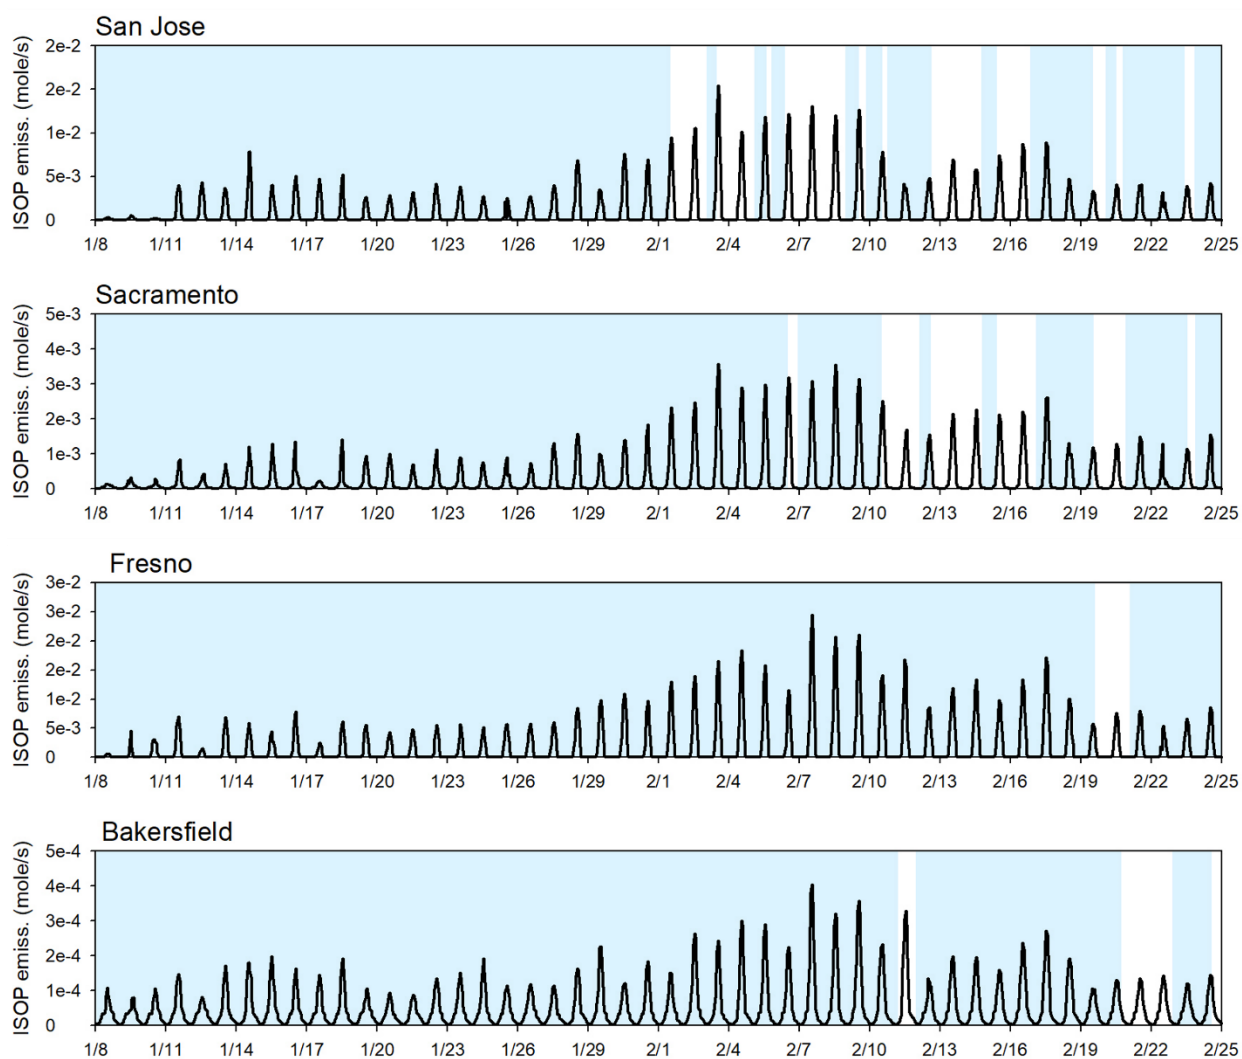 San Jose
ISOP emiss. (mole/s)
2e-2
2e-2
1e-2
5e-3
0
1/8 1/11 1/14 1/17 1/20 1/23 1/26 1/29 2/1 2/4 2/7 2/10 2/13 2/16 2/19 2/22 2/25
Sacramento
ISOP emiss. (mole/s)
5e-3
4e-3
3e-3
2e-3
1e-3
0
1/8 1/11 1/14 1/17 1/20 1/23 1/26 1/29 2/1 2/4 2/7 2/10 2/13 2/16 2/19 2/22 2/25
Fresno
ISOP emiss. (mole/s)
3e-2
3e-2
2e-2
2e-2
1e-2
5e-3
0
1/8 1/11 1/14 1/17 1/20 1/23 1/26 1/29 2/1 2/4 2/7 2/10 2/13 2/16 2/19 2/22 2/25
Bakersfield
ISOP emiss. (mole/s)
5e-4
4e-4
3e-4
2e-4
1e-4
0
1/8 1/11 1/14 1/17 1/20 1/23 1/26 1/29 2/1 2/4 2/7 2/10 2/13 2/16 2/19 2/22 2/25